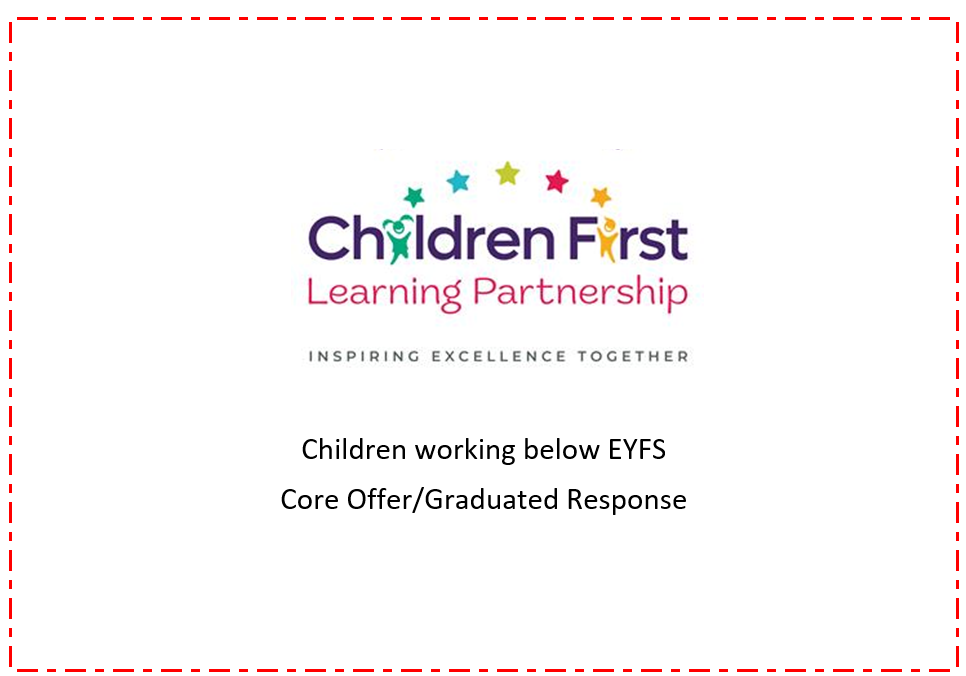 Children First
Learning Partnership
INSPIRING EXCELLENCE TOGETHER
Children working below EYFS
Core Offer/Graduated Response